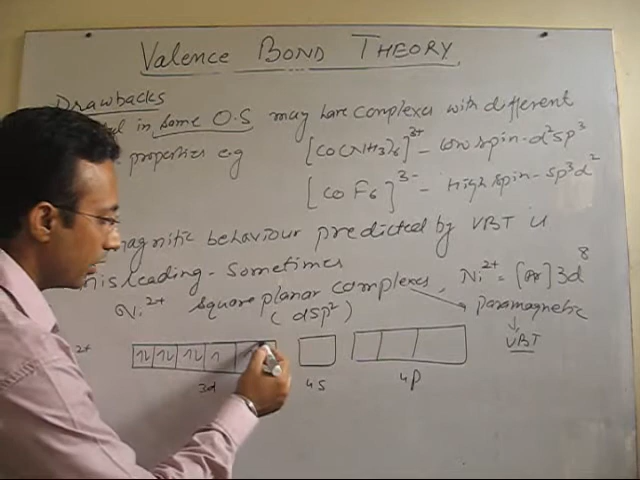 VALENCE BOND THEORY
Drawbacks
in Some O.S may have complexes with different
properties e.g [Co(NH3)6]3+ - low spin - d2sp3
[CoF6]3- - High spin - sp3d2
magnetic behaviour predicted by VBT is
misleading - Sometimes
Ni2+ square planar complexes, Ni2+ = [Ar] 3d8
(dsp2) paramagnetic
VBT
2+
3d 4s 4p